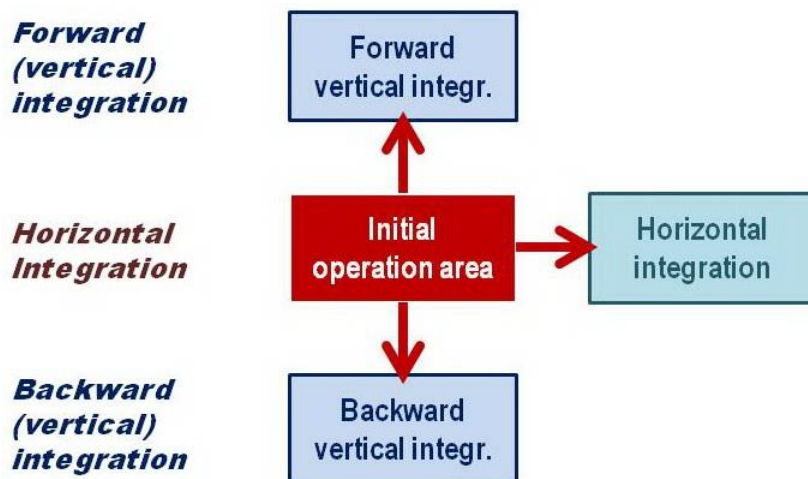 Forward
(vertical)
integration
Forward
vertical integr.
Horizontal
Integration
Initial
operation area
Horizontal
integration
Backward
(vertical)
integration
Backward
vertical integr.